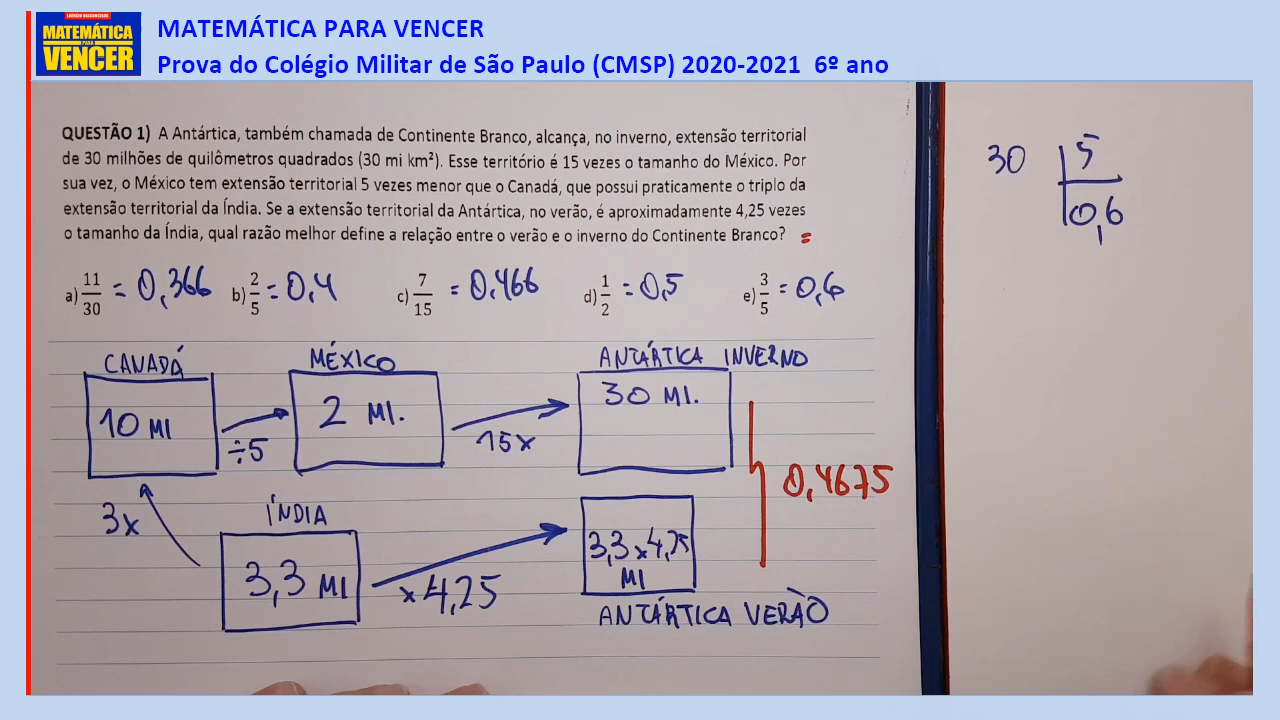 LAÉRCIO VASCONCELOS
MATEMÁTICA
PARA
VENCER
MATEMÁTICA PARA VENCER
Prova do Colégio Militar de São Paulo (CMSP) 2020-2021 6º ano
QUESTÃO 1) A Antártica, também chamada de Continente Branco, alcança, no inverno, extensão territorial
de 30 milhões de quilômetros quadrados (30 mi km²). Esse território é 15 vezes o tamanho do México. Por
sua vez, o México tem extensão territorial 5 vezes menor que o Canadá, que possui praticamente o triplo da
extensão territorial da Índia. Se a extensão territorial da Antártica, no verão, é aproximadamente 4,25 vezes
o tamanho da Índia, qual razão melhor define a relação entre o verão e o inverno do Continente Branco? =
a) 11/30 = 0,366 b) 2/5 = 0,4 c) 7/15 = 0,466 d) 1/2 = 0,5 e) 3/5 = 0,6
30 5
0,6
CANADÁ MÉXICO ANTÁRTICA INVERNO
10 MI ÷5 2 MI. 15x 30 MI.
0,4675
3x ÍNDIA
3,3 MI x4,25 3,3x4,25
MI
ANTÁRTICA VERÃO